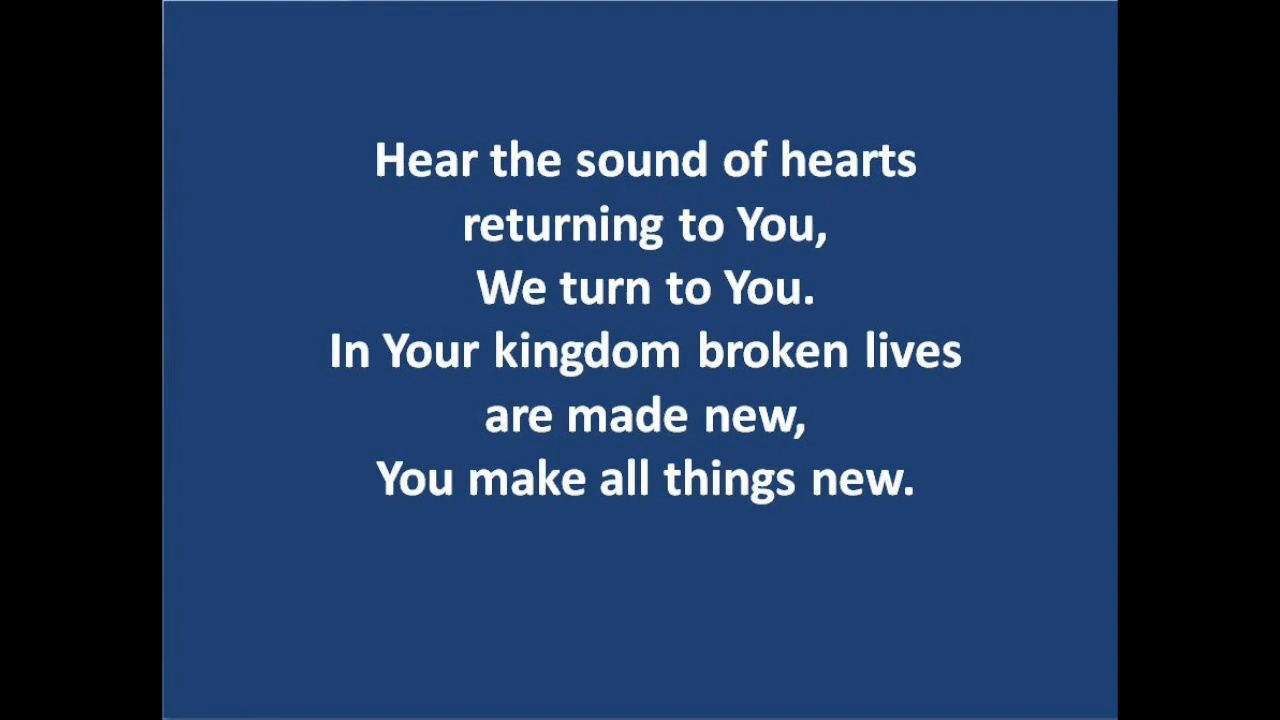 Hear the sound of hearts
returning to You,
We turn to You.
In Your kingdom broken lives
are made new,
You make all things new.